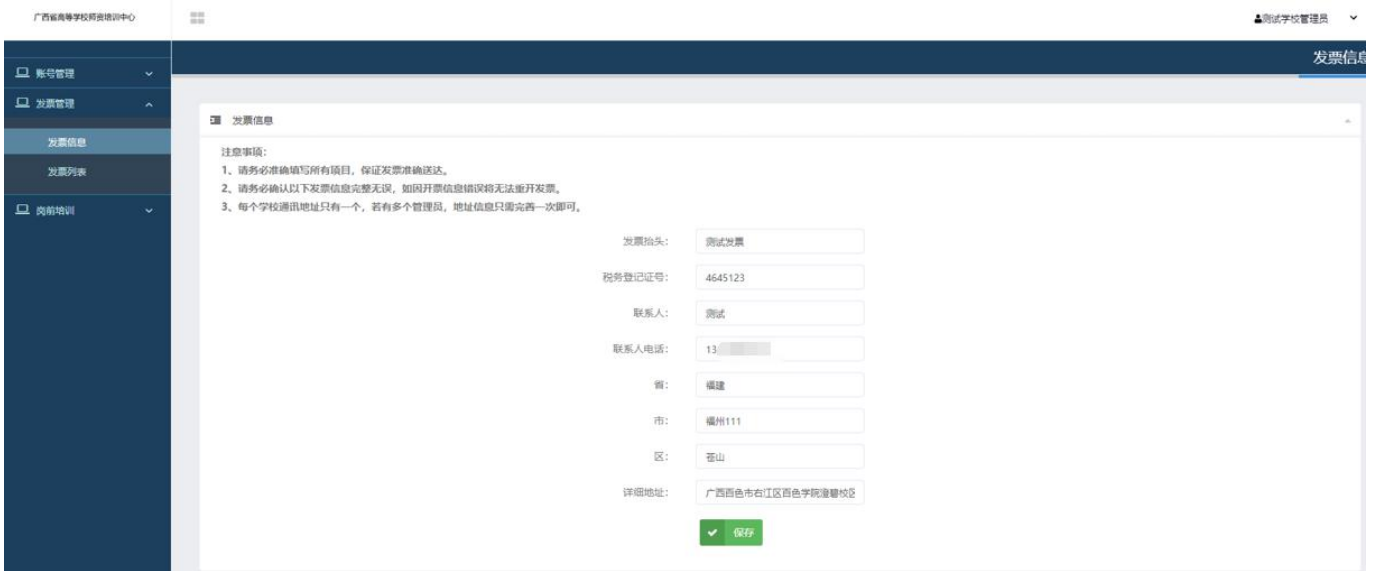 广西省高等学校师资培训中心
测试学校管理员
发票信息
账号管理
发票管理
发票信息
发票列表
岗前培训
发票信息
注意事项：
1、请务必准确填写所有项目，保证发票准确送达。
2、请务必确认以下发票信息完整无误，如因开票信息错误将无法重开发票。
3、每个学校通讯地址只有一个，若有多个管理员，地址信息只需完善一次即可。
发票抬头： 测试发票
税务登记证号： 4645123
联系人： 测试
联系人电话： 13
省： 福建
市： 福州111
区： 苍山
详细地址： 广西百色市右江区百色学院澄碧校区
保存